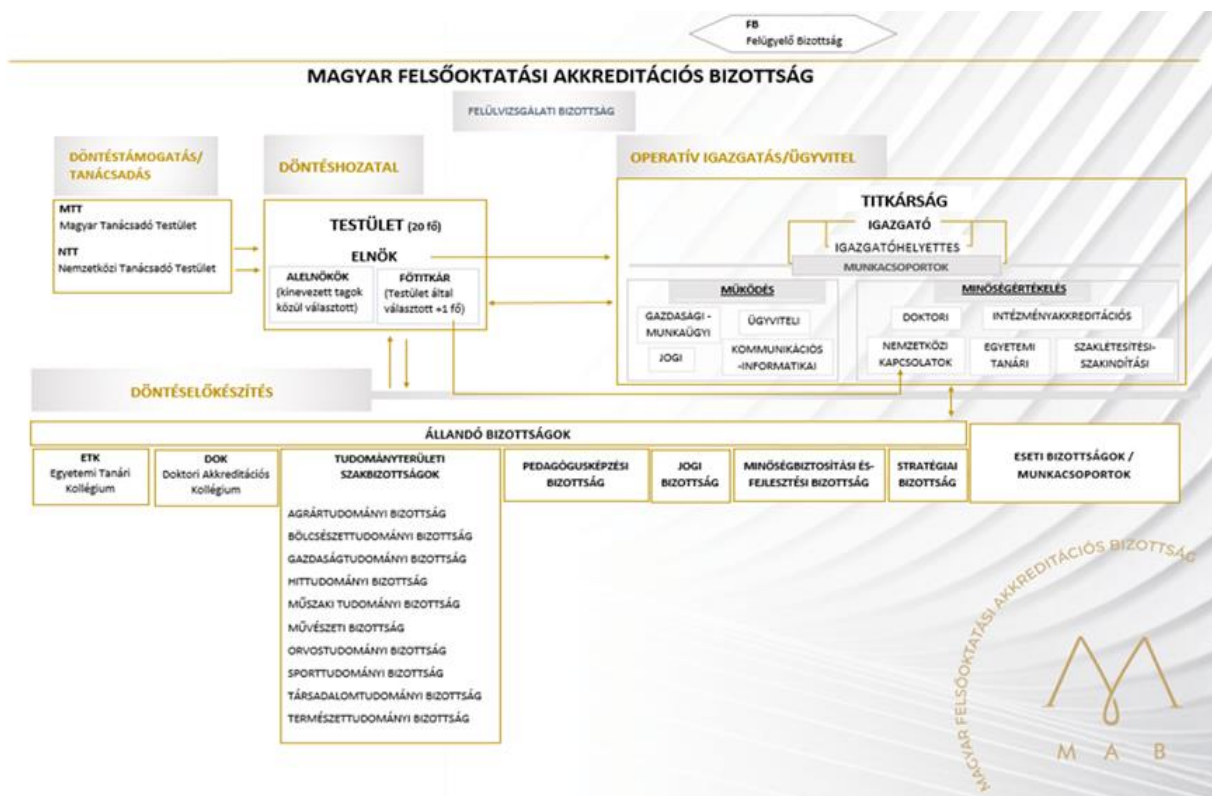 FB
Felügyelő Bizottság
MAGYAR FELSŐOKTATÁSI AKKREDITÁCIÓS BIZOTTSÁG
FELÜLVIZSGÁLATI BIZOTTSÁG
DÖNTÉSTÁMOGATÁS/
TANÁCSADÁS
MTT
Magyar Tanácsadó Testület
NTT
Nemzetközi Tanácsadó Testület
DÖNTÉSHOZATAL
TESTÜLET (20 fő)
ELNÖK
ALELNÖKÖK
(kinevezett tagok
közül választott)
FŐTITKÁR
(Testület által
választott +1 fő)
OPERATÍV IGAZGATÁS/ÜGYVITEL
TITKÁRSÁG
IGAZGATÓ
IGAZGATÓHELYETTES
MUNKACSOPORTOK
MŰKÖDÉS
GAZDASÁGI -
MUNKAÜGYI
ÜGYVITELI
JOGI
KOMMUNIKÁCIÓS
-INFORMATIKAI
MINŐSÉGÉRTÉKELÉS
DOKTORI
INTÉZMÉNYAKKREDITÁCIÓS
NEMZETKÖZI
KAPCSOLATOK
EGYETEMI
TANÁRI
SZAKLÉTESÍTÉSI-
SZAKINDÍTÁSI
DÖNTÉSELŐKÉSZÍTÉS
ÁLLANDÓ BIZOTTSÁGOK
ETK
Egyetemi Tanári
Kollégium
DOK
Doktori Akkreditációs
Kollégium
TUDOMÁNYTERÜLETI
SZAKBIZOTTSÁGOK
AGRÁRTUDOMÁNYI BIZOTTSÁG
BÖLCSÉSZETTUDOMÁNYI BIZOTTSÁG
GAZDASÁGTUDOMÁNYI BIZOTTSÁG
HITTUDOMÁNYI BIZOTTSÁG
MŰSZAKI TUDOMÁNYI BIZOTTSÁG
MŰVÉSZETI BIZOTTSÁG
ORVOSTUDOMÁNYI BIZOTTSÁG
SPORTTUDOMÁNYI BIZOTTSÁG
TÁRSADALOMTUDOMÁNYI BIZOTTSÁG
TERMÉSZETTUDOMÁNYI BIZOTTSÁG
PEDAGÓGUSKÉPZÉSI
BIZOTTSÁG
JOGI
BIZOTTSÁG
MINŐSÉGBIZTOSÍTÁSI ÉS-
FEJLESZTÉSI BIZOTTSÁG
STRATÉGIAI
BIZOTTSÁG
ESETI BIZOTTSÁGOK /
MUNKACSOPORTOK
MAGYAR FELSŐOKTATÁSI AKKREDITÁCIÓS BIZOTTSÁG
M A B